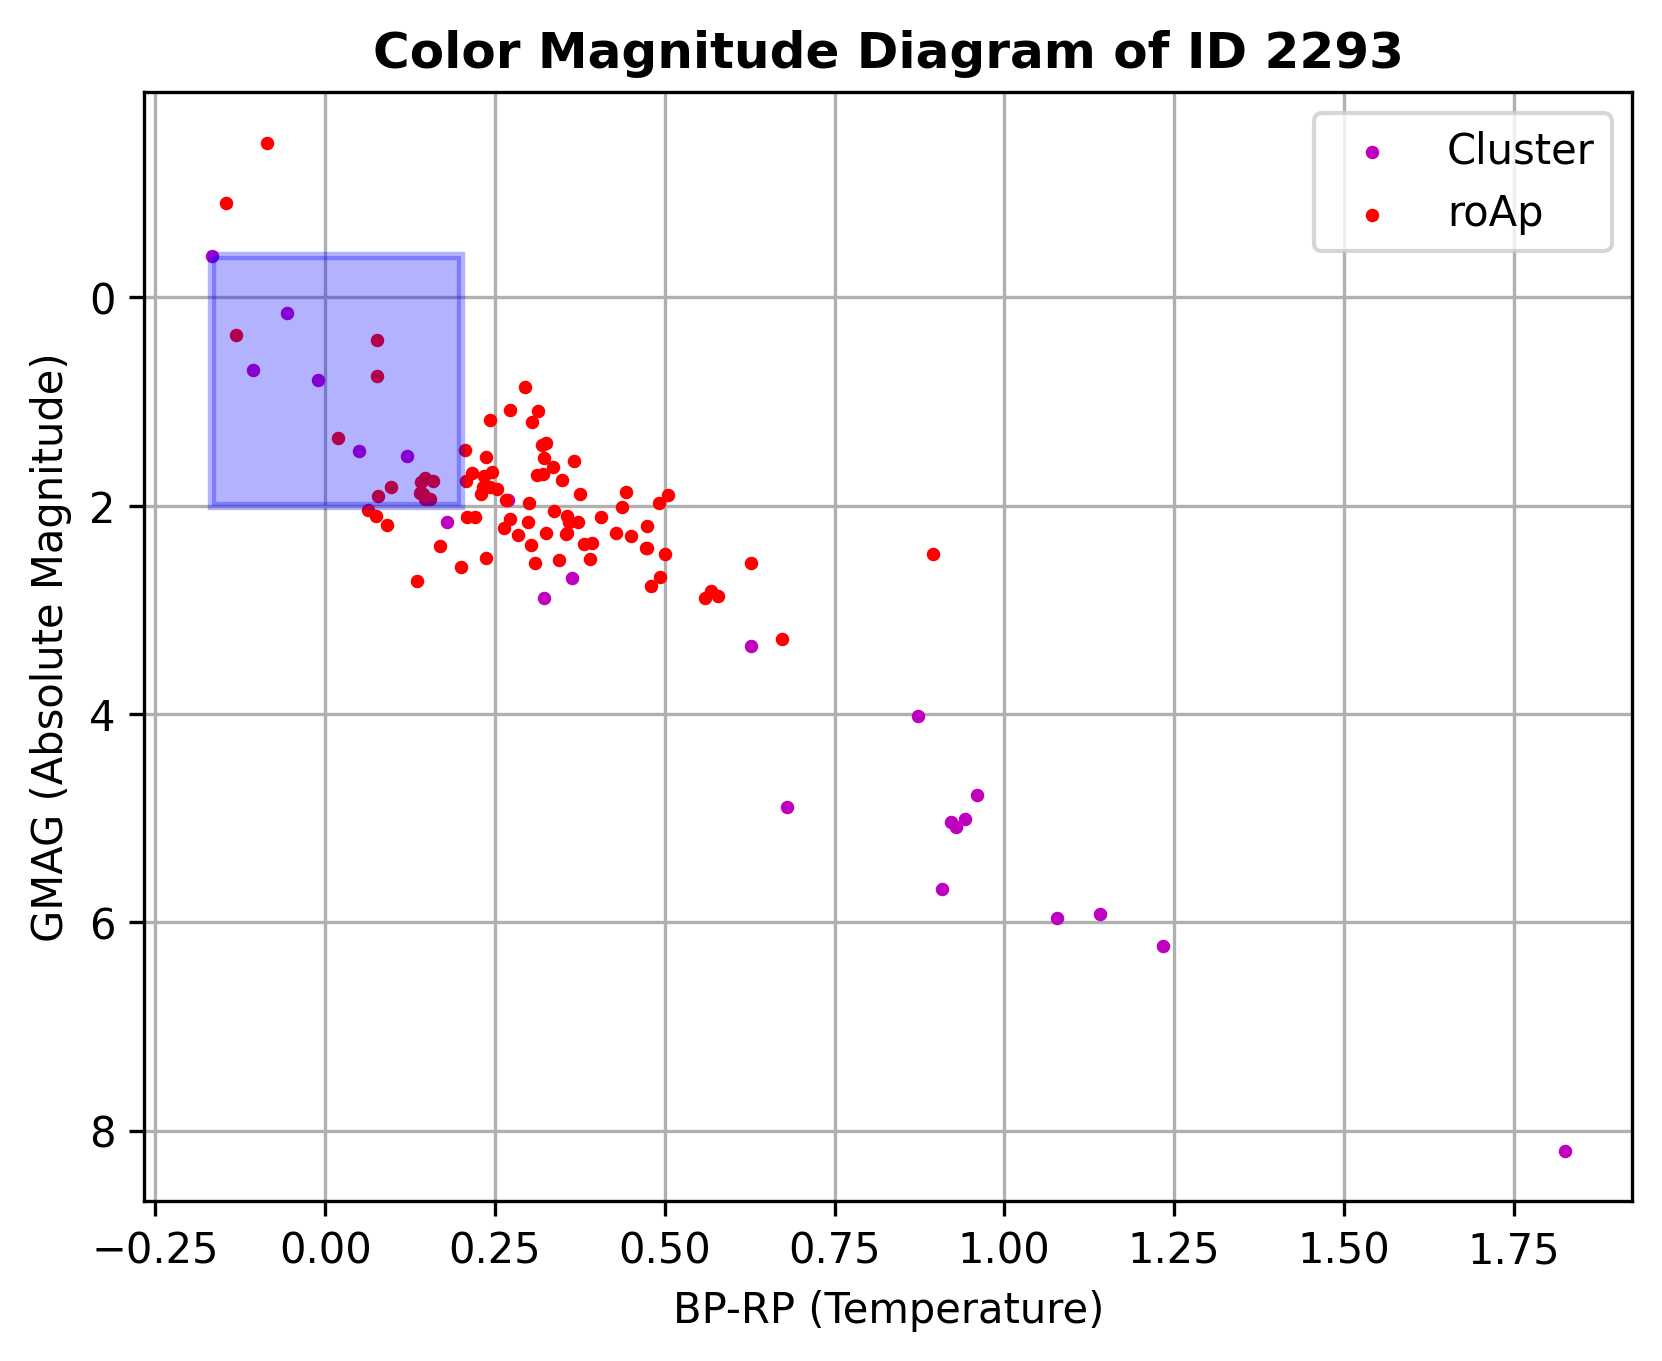 Color Magnitude Diagram of ID 2293
Cluster
roAp
GMAG (Absolute Magnitude)
0
2
4
6
8
−0.25 0.00 0.25 0.50 0.75 1.00 1.25 1.50 1.75
BP-RP (Temperature)